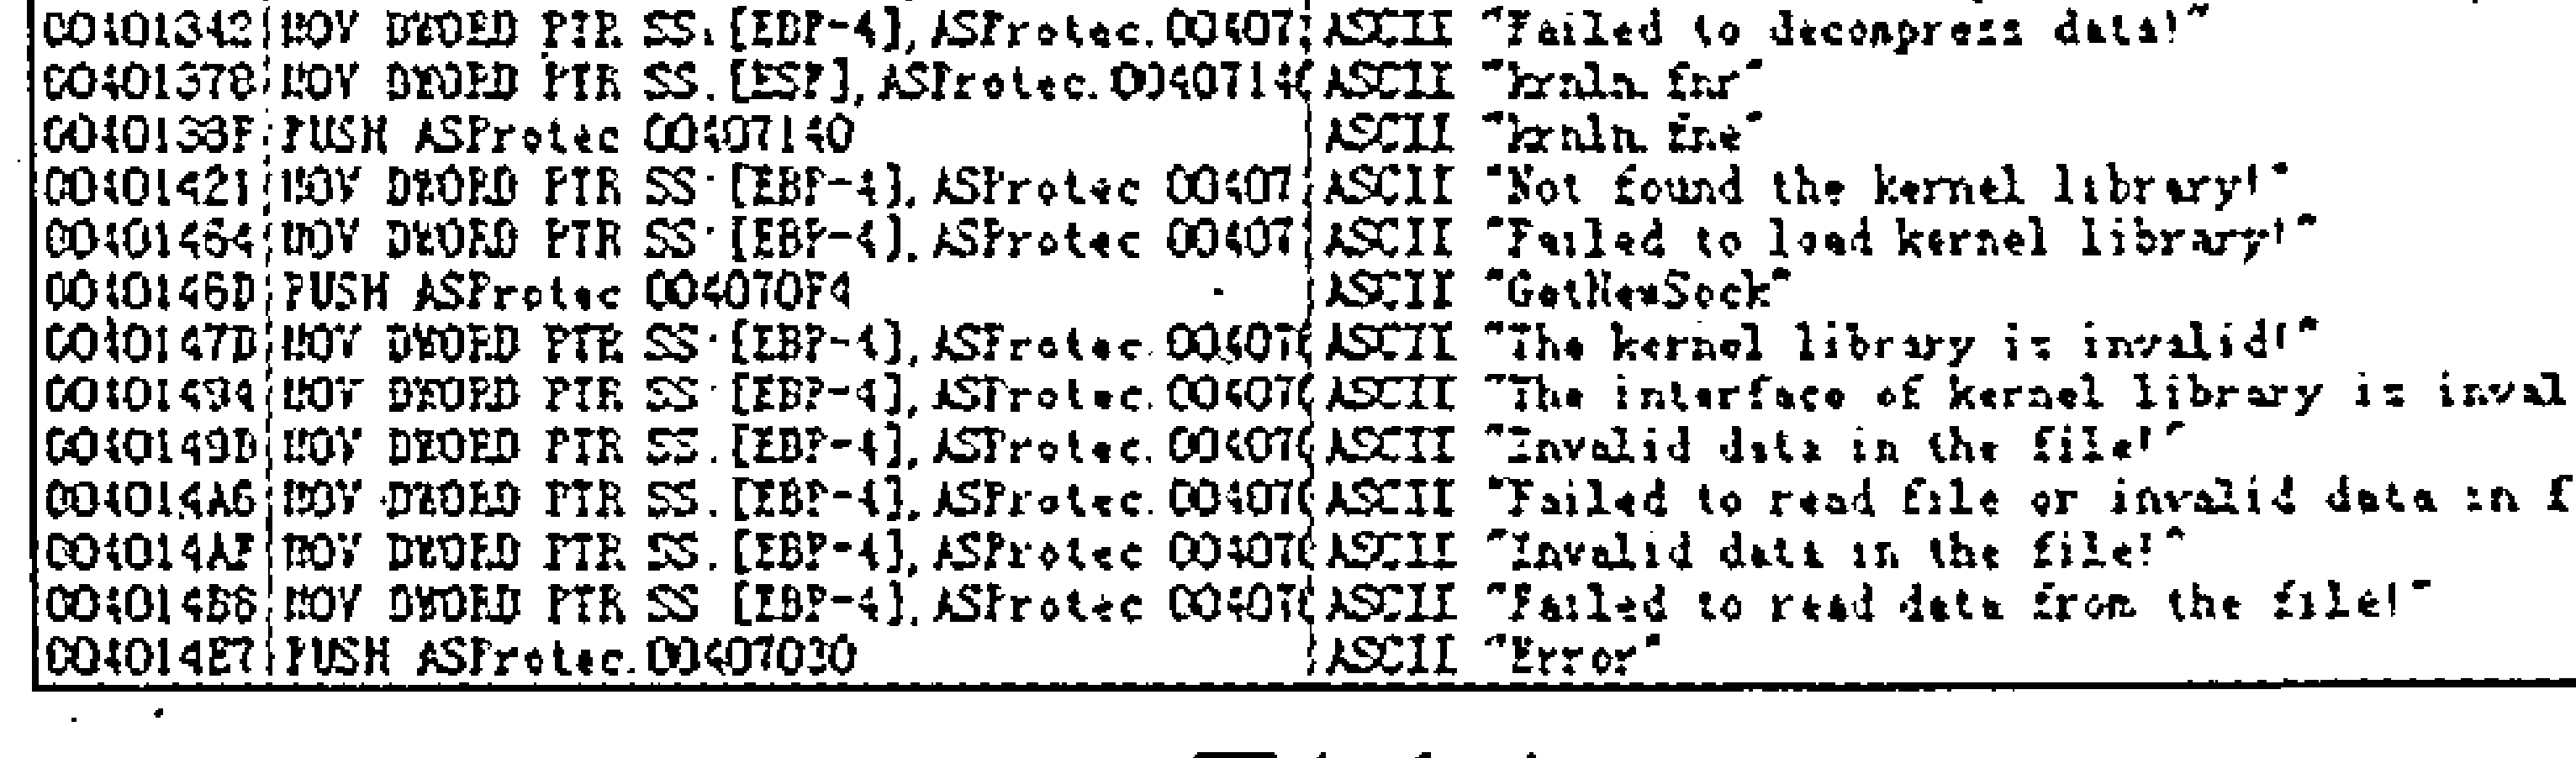 00401342 MOV DWORD PTR SS:[EBP-4], ASProtec.00407 ASCII "Failed to decompress data!"
00401378 MOV DWORD PTR SS:[ESP], ASProtec.0040714 ASCII "krnln.fnr"
0040138F PUSH ASProtec.00407140 ASCII "krnln.fne"
00401421 MOV DWORD PTR SS:[EBP-4], ASProtec.00407 ASCII "Not found the kernel library!"
00401464 MOV DWORD PTR SS:[EBP-4], ASProtec.00407 ASCII "Failed to load kernel library!"
0040146D PUSH ASProtec.004070F4 ASCII "GetNewSock"
0040147D MOV DWORD PTR SS:[EBP-4], ASProtec.00407 ASCII "The kernel library is invalid!"
00401494 MOV DWORD PTR SS:[EBP-4], ASProtec.00407 ASCII "The interface of kernel library is inval
0040149D MOV DWORD PTR SS:[EBP-4], ASProtec.00407 ASCII "Invalid data in the file!"
004014A6 MOV DWORD PTR SS:[EBP-4], ASProtec.00407 ASCII "Failed to read file or invalid data in f
004014AF MOV DWORD PTR SS:[EBP-4], ASProtec.00407 ASCII "Invalid data in the file!"
004014B8 MOV DWORD PTR SS:[EBP-4], ASProtec.00407 ASCII "Failed to read data from the file!"
004014E7 PUSH ASProtec.00407030 ASCII "Error"